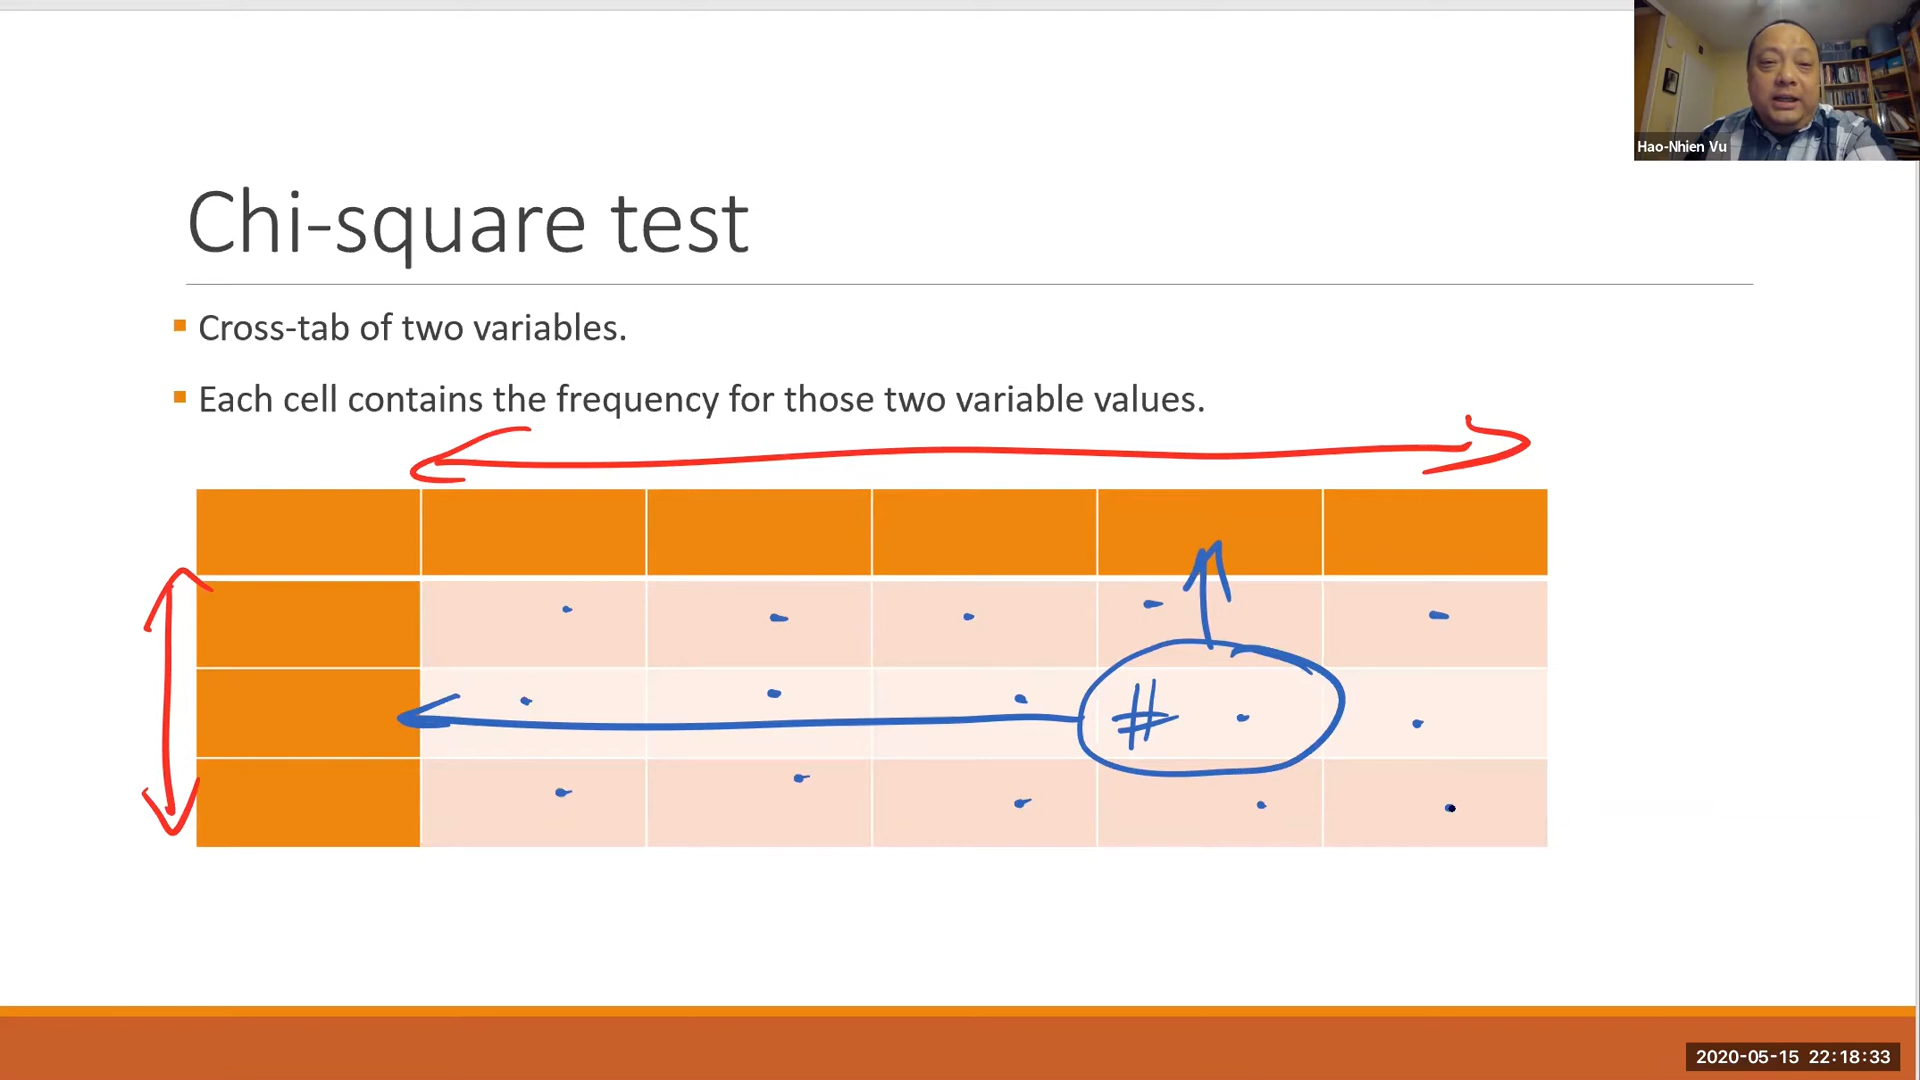 Hao-Nhien Vu
Chi-square test
Cross-tab of two variables.
Each cell contains the frequency for those two variable values.
#
2020-05-15 22:18:33